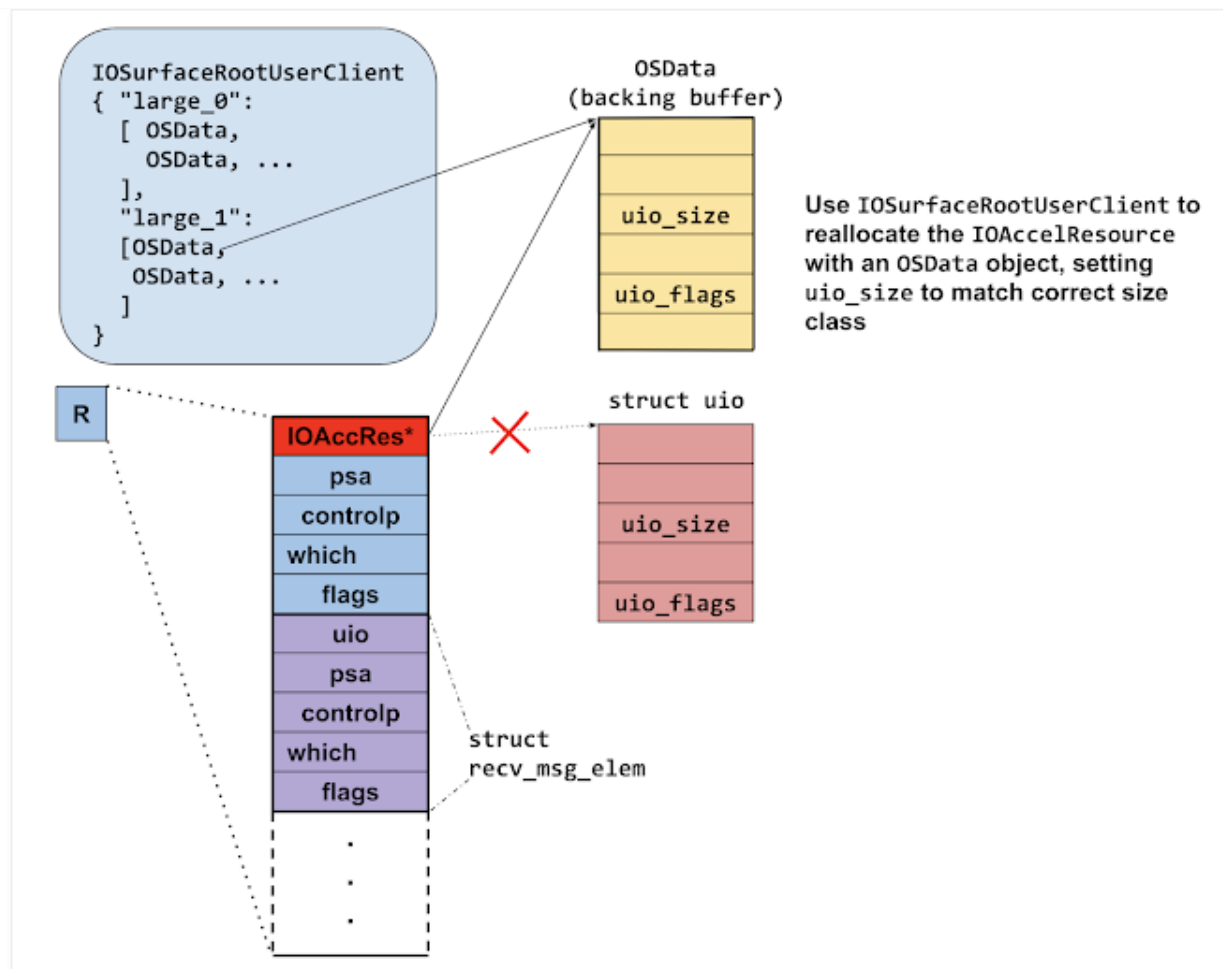 IOSurfaceRootUserClient
{ "large_0":
[ OSData,
OSData, ...
],
"large_1":
[OSData,
OSData, ...
]
}
OSData
(backing buffer)
uio_size
uio_flags
Use IOSurfaceRootUserClient to
reallocate the IOAccelResource
with an OSData object, setting
uio_size to match correct size
class
R
IOAccRes*
psa
controlp
which
flags
uio
psa
controlp
which
flags
.
.
.
struct
recv_msg_elem
struct uio
uio_size
uio_flags